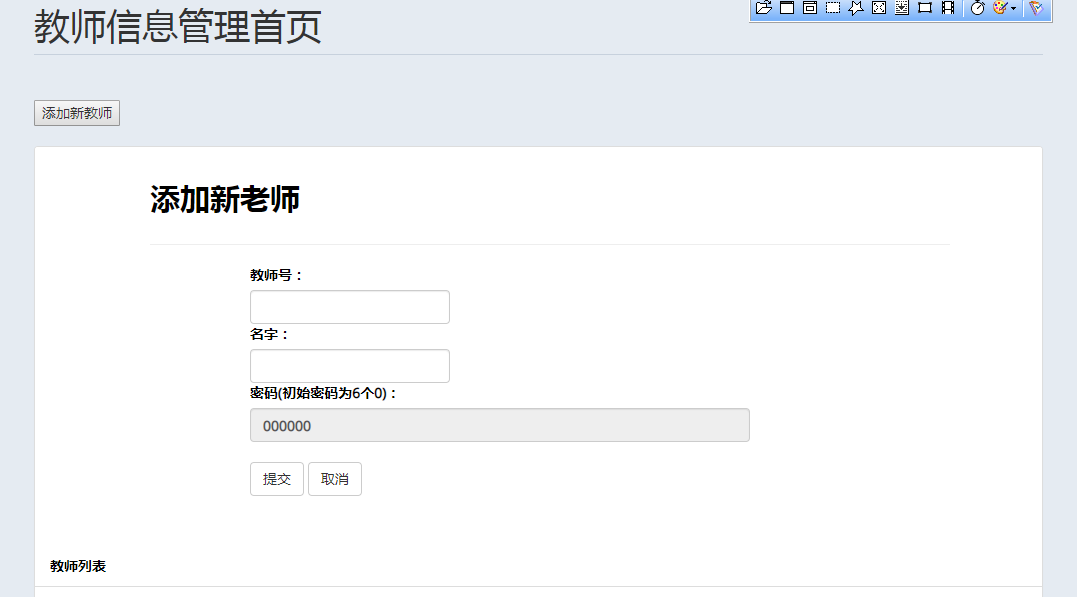 教师信息管理首页
添加新教师
添加新老师
教师号：
名字：
密码(初始密码为6个0)：
000000
提交 取消
教师列表